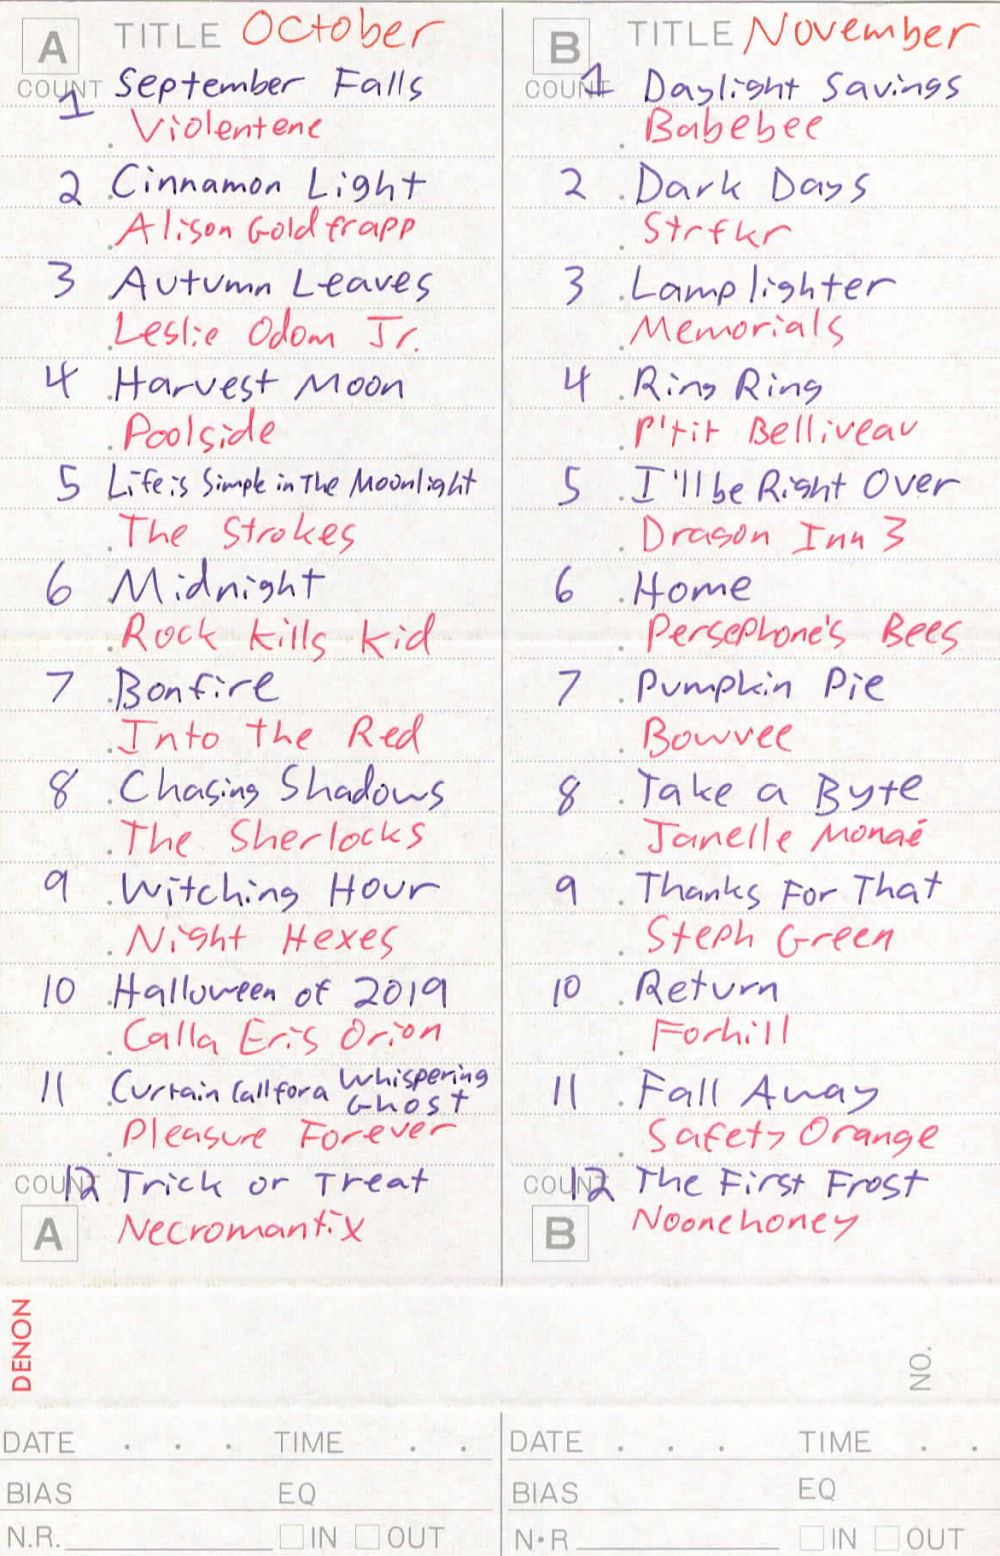 A TITLE October
COUNT
1 September Falls
Violentene
2 Cinnamon Light
Alison Goldfrapp
3 Autumn Leaves
Leslie Odom Jr.
4 Harvest Moon
Poolside
5 Life is Simple in The Moonlight
The Strokes
6 Midnight
Rock Kills Kid
7 Bonfire
Into the Red
8 Chasing Shadows
The Sherlocks
9 Witching Hour
Night Hexes
10 Halloween of 2019
Calla Eris Orion
11 Curtain Call for a Whispering Ghost
Pleasure Forever
COUNT 12 Trick or Treat
A Necromantix
B TITLE November
COUNT
1 Daylight Savings
Babebee
2 Dark Days
Strfkr
3 Lamplighter
Memorials
4 Ring Ring
P'tit Belliveau
5 I'll be Right Over
Dragon Inn 3
6 Home
Persephone's Bees
7 Pumpkin Pie
Bowvee
8 Take a Byte
Janelle Monaé
9 Thanks For That
Steph Green
10 Return
Forhill
11 Fall Away
Safety Orange
COUNT 12 The First Frost
B Noonehoney
DENON
NO.
DATE . . . TIME . .
BIAS EQ
N.R. IN OUT
DATE . . . TIME . .
BIAS EQ
N•R IN OUT